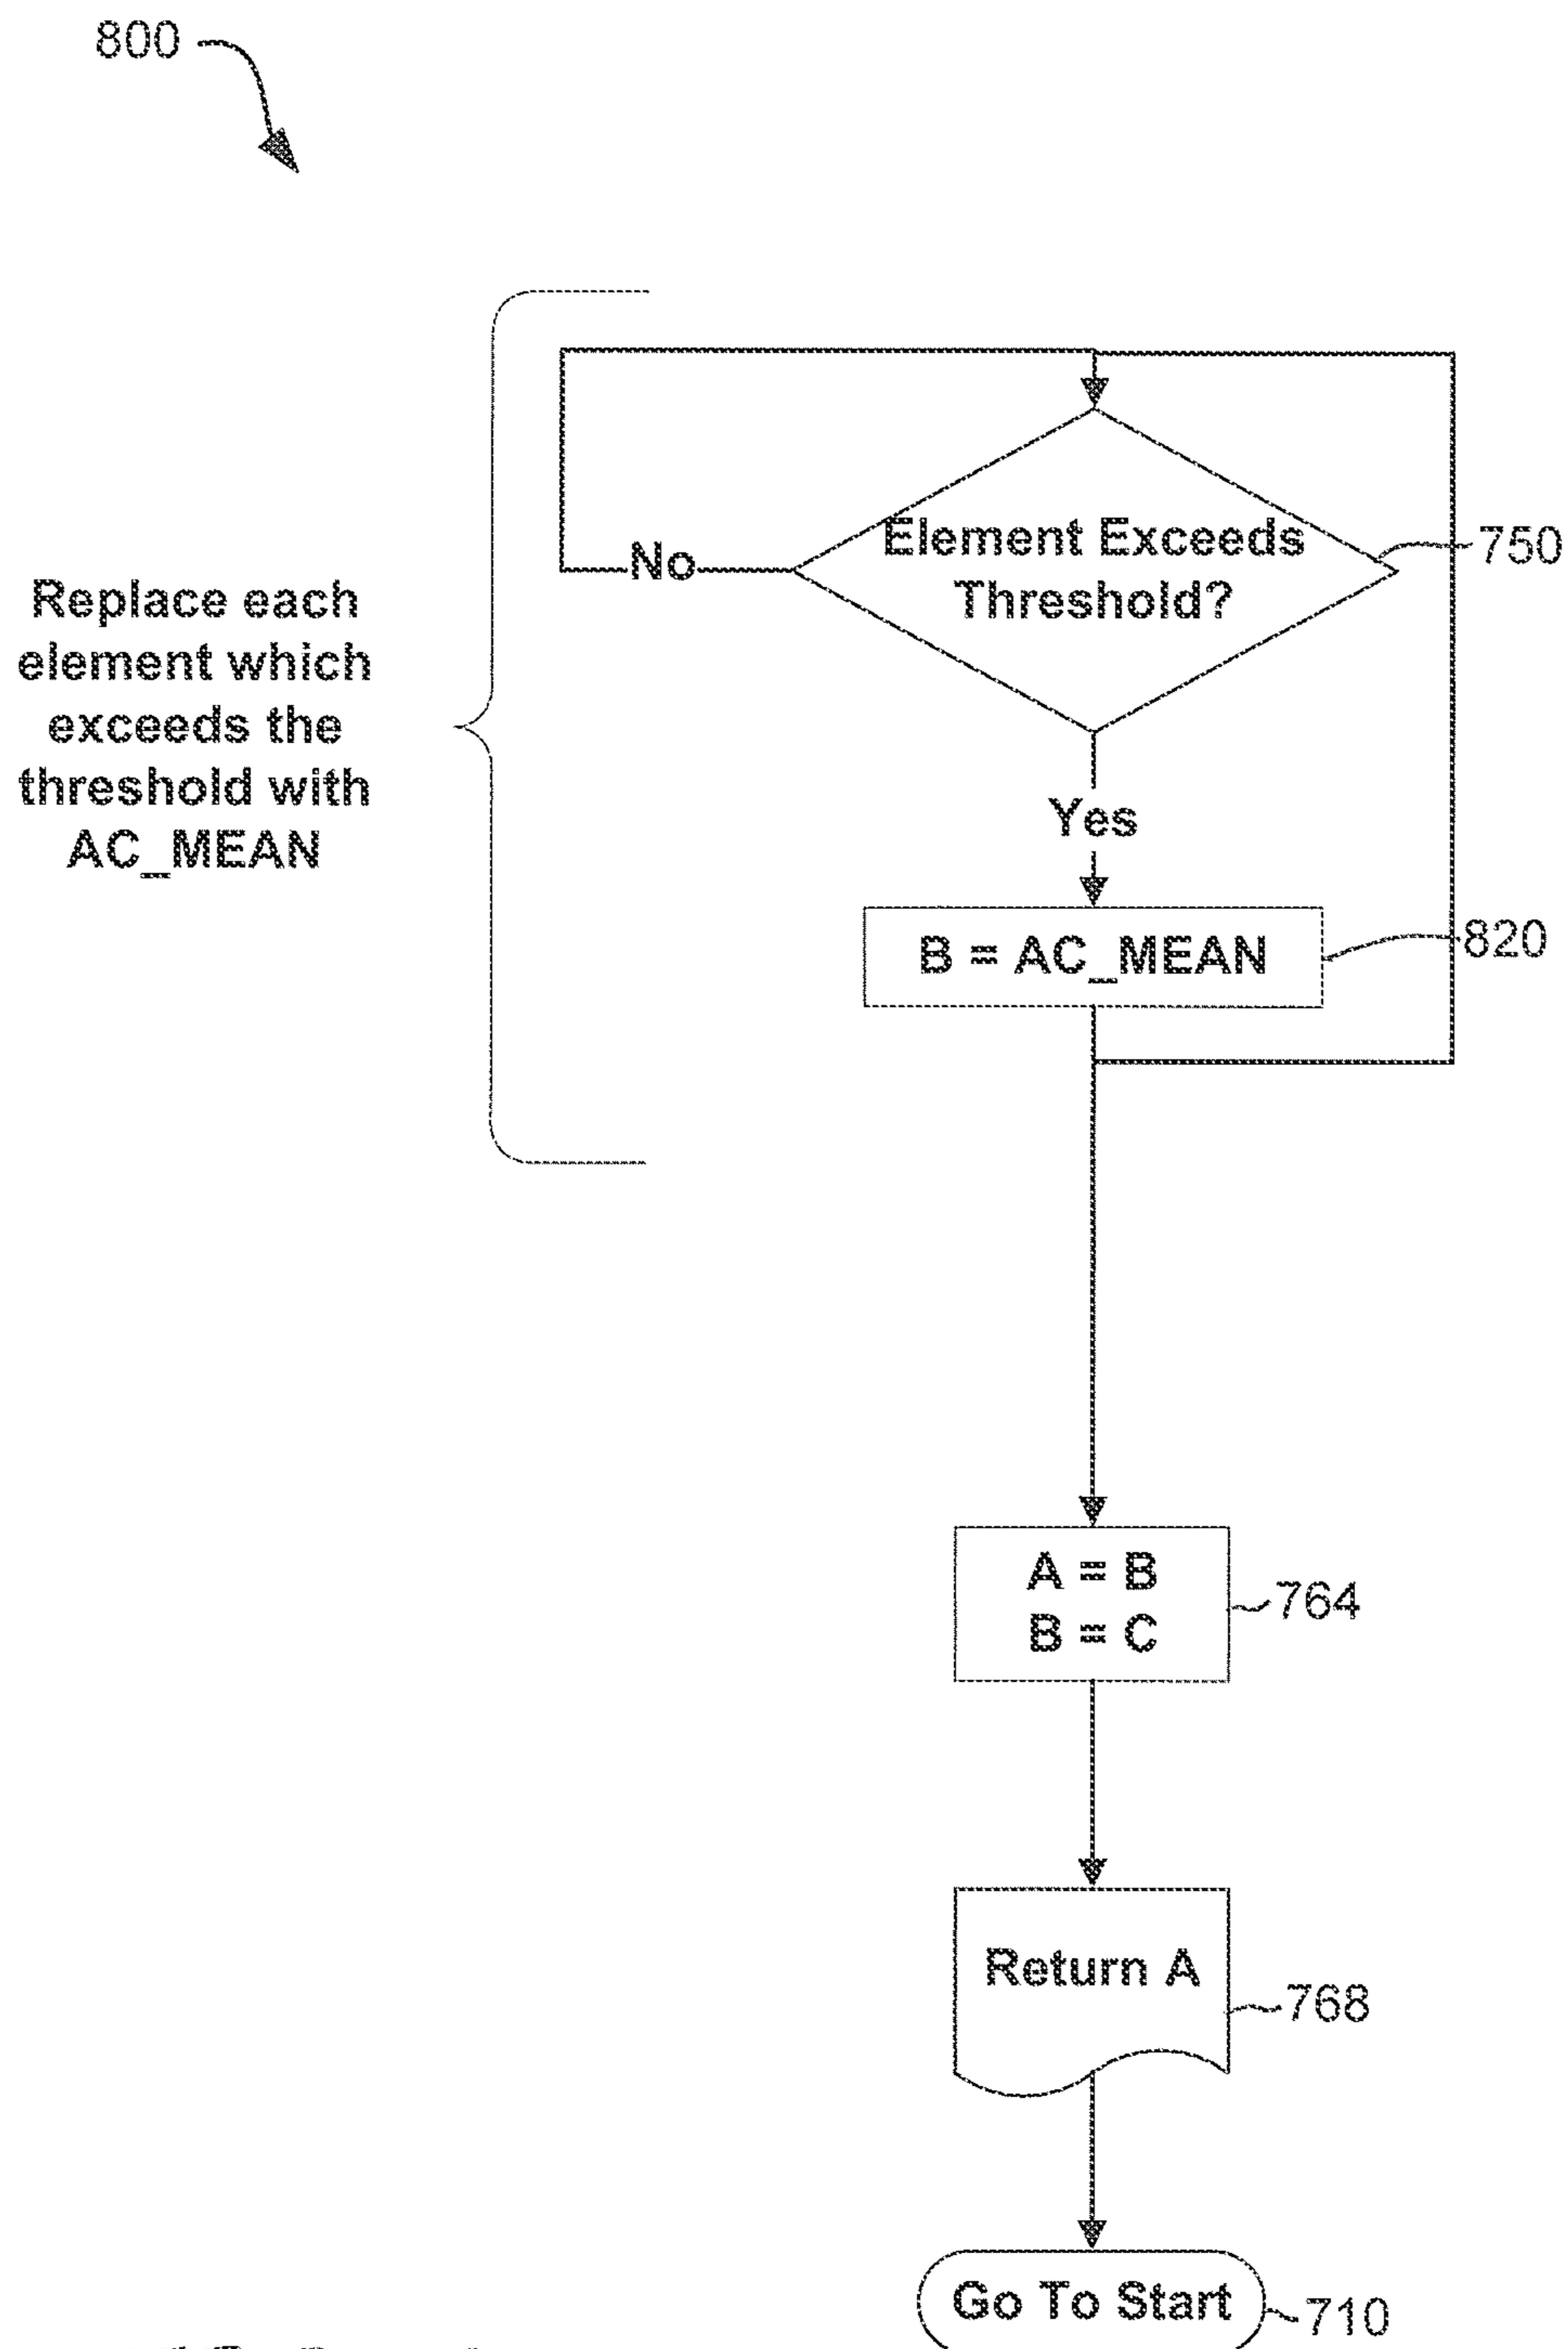 800
Replace each
element which
exceeds the
threshold with
AC_MEAN
Element Exceeds
Threshold?
750
No
Yes
B = AC_MEAN
820
A = B
B = C
764
Return A
768
Go To Start
710